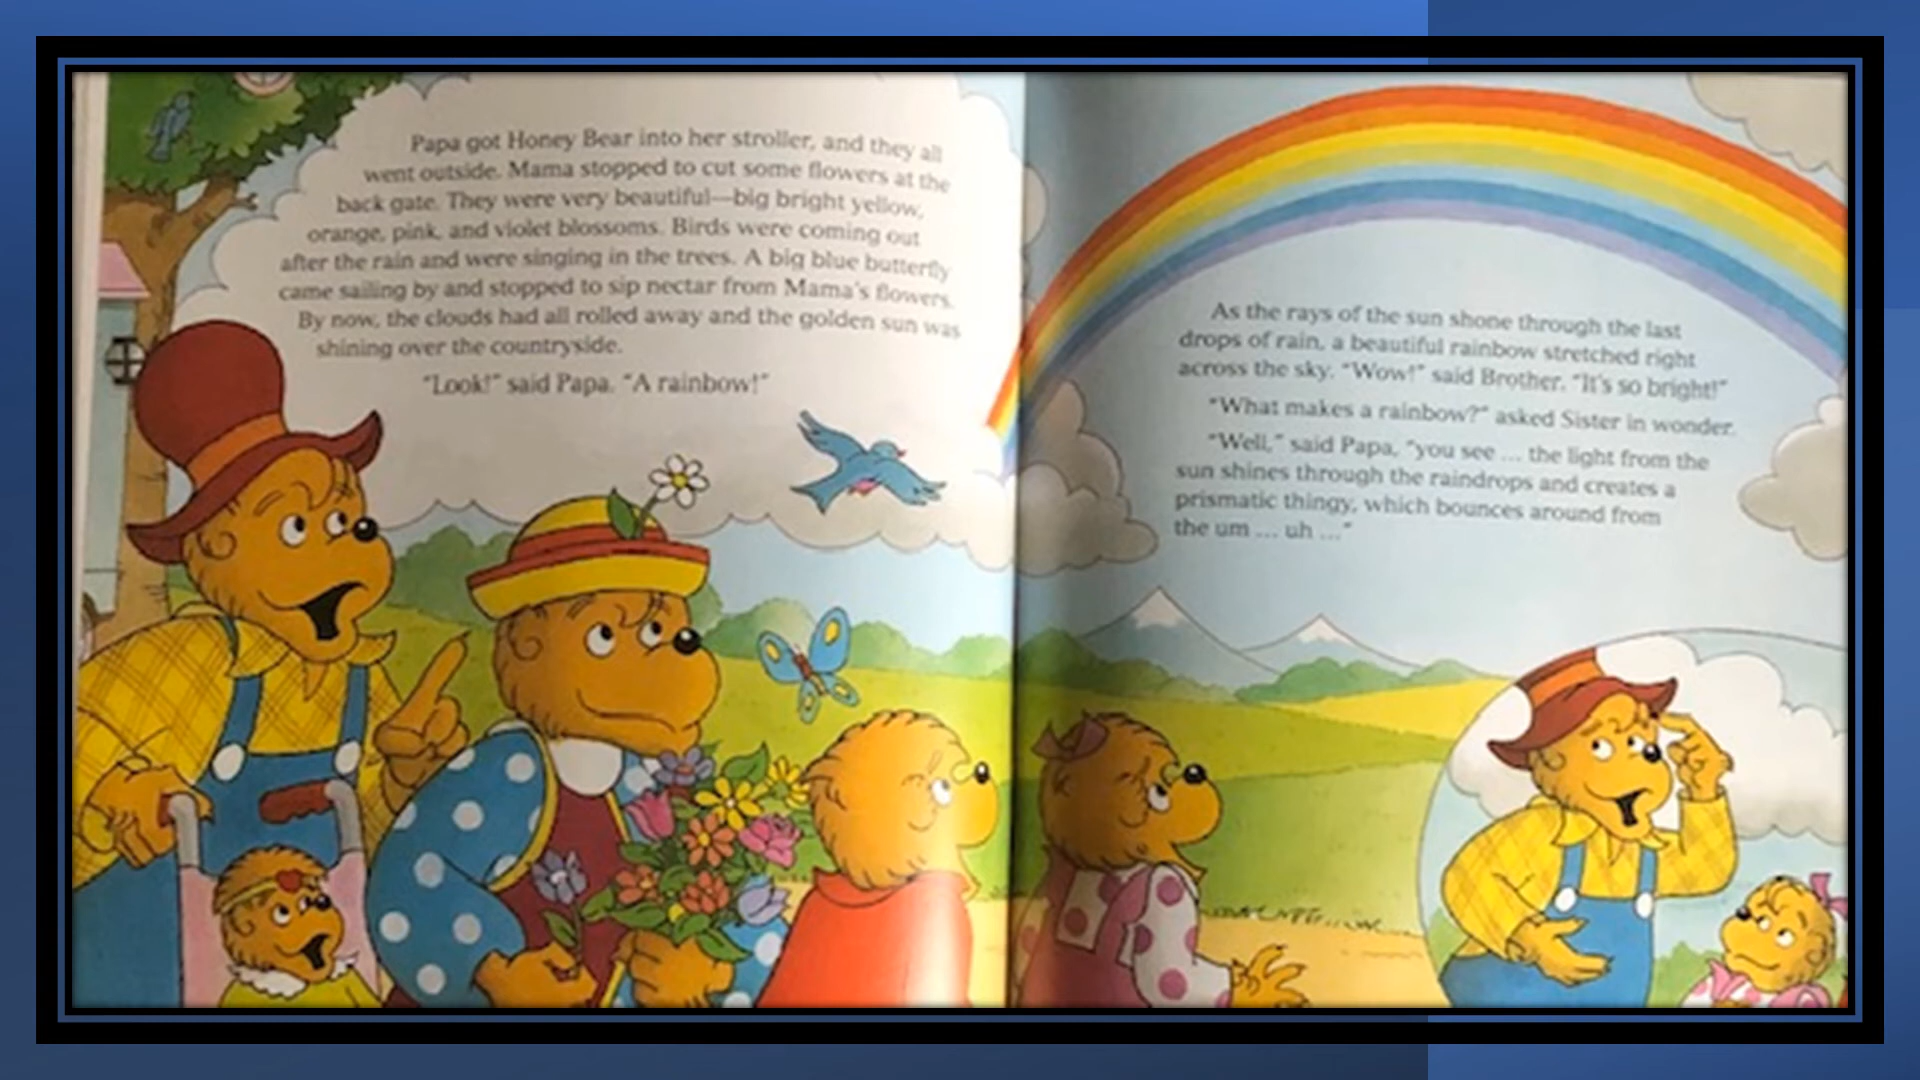 Papa got Honey Bear into her stroller, and they all
went outside. Mama stopped to cut some flowers at the
back gate. They were very beautiful—big bright yellow,
orange, pink, and violet blossoms. Birds were coming out
after the rain and were singing in the trees. A big blue butterfly
came sailing by and stopped to sip nectar from Mama's flowers.
By now, the clouds had all rolled away and the golden sun was
shining over the countryside.
"Look!" said Papa. "A rainbow!"
As the rays of the sun shone through the last
drops of rain, a beautiful rainbow stretched right
across the sky. "Wow!" said Brother. "It's so bright!"
"What makes a rainbow?" asked Sister in wonder.
"Well," said Papa, "you see ... the light from the
sun shines through the raindrops and creates a
prismatic thingy, which bounces around from
the um ... uh ..."